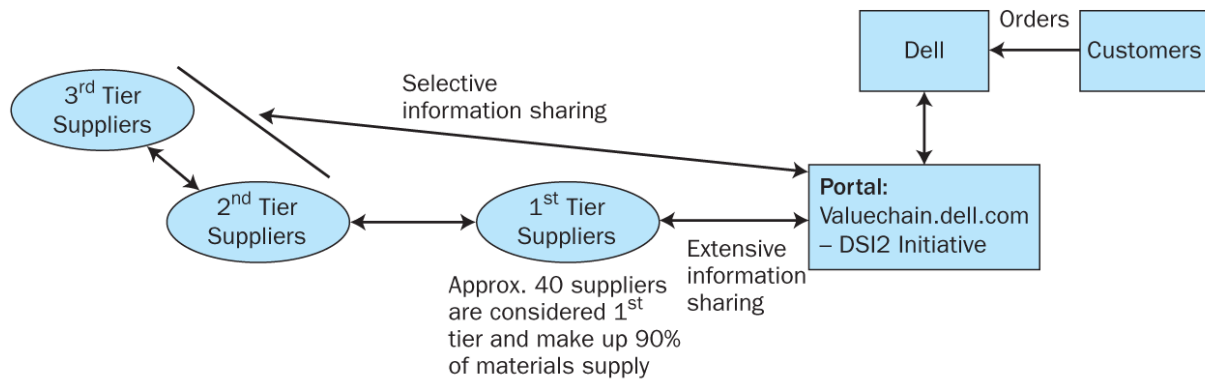 Orders
Dell
Customers
Selective
information sharing
3rd Tier
Suppliers
2nd Tier
Suppliers
1st Tier
Suppliers
Portal:
Valuechain.dell.com
– DSI2 Initiative
Extensive
information
sharing
Approx. 40 suppliers
are considered 1st
tier and make up 90%
of materials supply